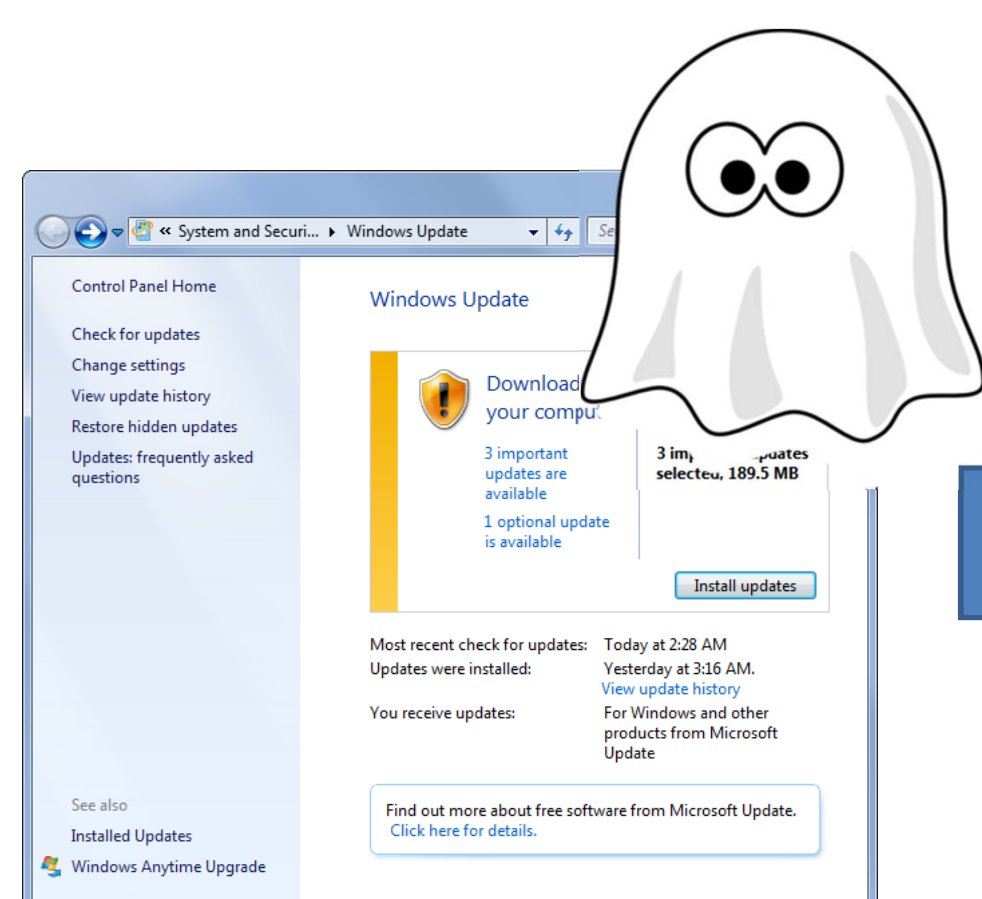 « System and Securi... Windows Update
Se
Control Panel Home
Check for updates
Change settings
View update history
Restore hidden updates
Updates: frequently asked
questions
See also
Installed Updates
Windows Anytime Upgrade
Windows Update
Download
your compu
3 important
updates are
available
1 optional update
is available
3 im
selected, 189.5 MB
Install updates
Most recent check for updates: Today at 2:28 AM
Updates were installed: Yesterday at 3:16 AM.
View update history
You receive updates: For Windows and other
products from Microsoft
Update
Find out more about free software from Microsoft Update.
Click here for details.